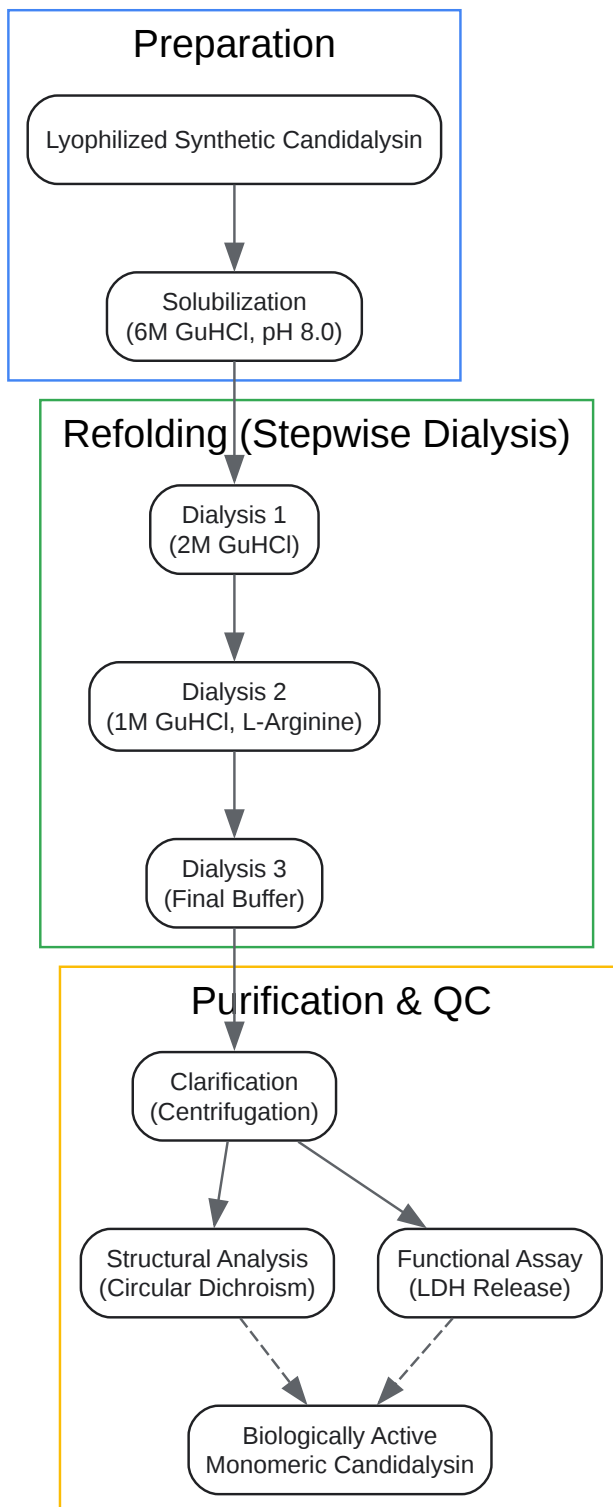 Preparation
Lyophilized Synthetic Candidalysin
Solubilization
(6M GuHCl, pH 8.0)
Refolding (Stepwise Dialysis)
Dialysis 1
(2M GuHCl)
Dialysis 2
(1M GuHCl, L-Arginine)
Dialysis 3
(Final Buffer)
Purification & QC
Clarification
(Centrifugation)
Structural Analysis
(Circular Dichroism)
Functional Assay
(LDH Release)
Biologically Active
Monomeric Candidalysin